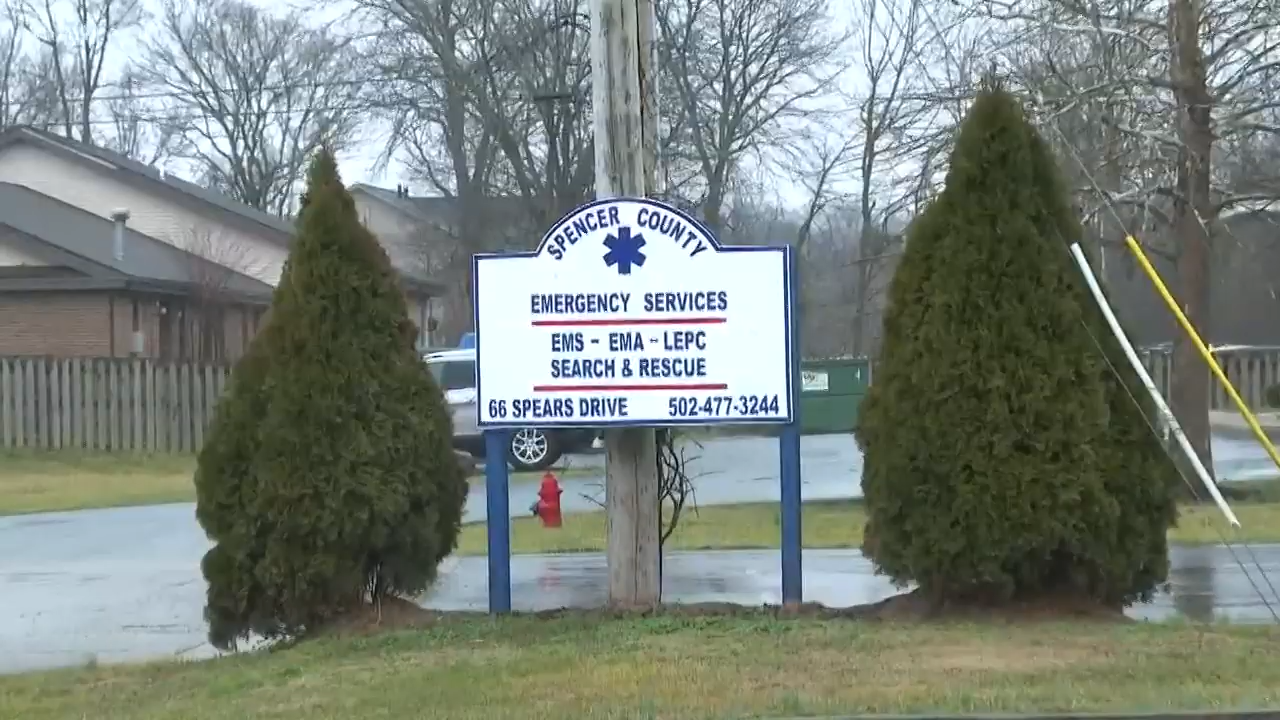 SPENCER COUNTY
EMERGENCY SERVICES
EMS - EMA - LEPC
SEARCH & RESCUE
66 SPEARS DRIVE 502-477-3244